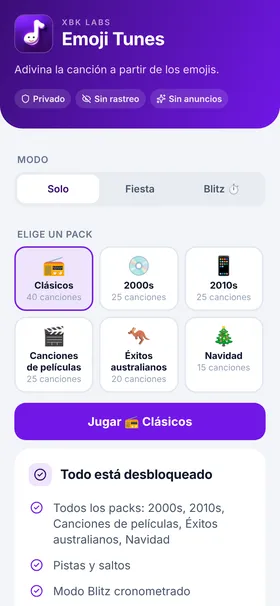 XBK LABS
Emoji Tunes
Adivina la canción a partir de los emojis.
Privado
Sin rastreo
Sin anuncios
MODO
Solo
Fiesta
Blitz ⏱️
ELIGE UN PACK
Clásicos
40 canciones
2000s
25 canciones
2010s
25 canciones
Canciones
de películas
25 canciones
Éxitos
australianos
20 canciones
Navidad
15 canciones
Jugar 📻 Clásicos
Todo está desbloqueado
Todos los packs: 2000s, 2010s,
Canciones de películas, Éxitos
australianos, Navidad
Pistas y saltos
Modo Blitz cronometrado